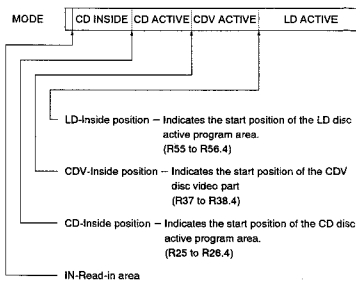 MODE CD INSIDE CD ACTIVE CDV ACTIVE LD ACTIVE
LD-Inside position – Indicates the start position of the LD disc
active program area.
(R55 to R56.4)
CDV-Inside position – Indicates the start position of the CDV
disc video part
(R37 to R38.4)
CD-Inside position – Indicates the start position of the CD disc
active program area.
(R25 to R26.4)
IN-Read-in area